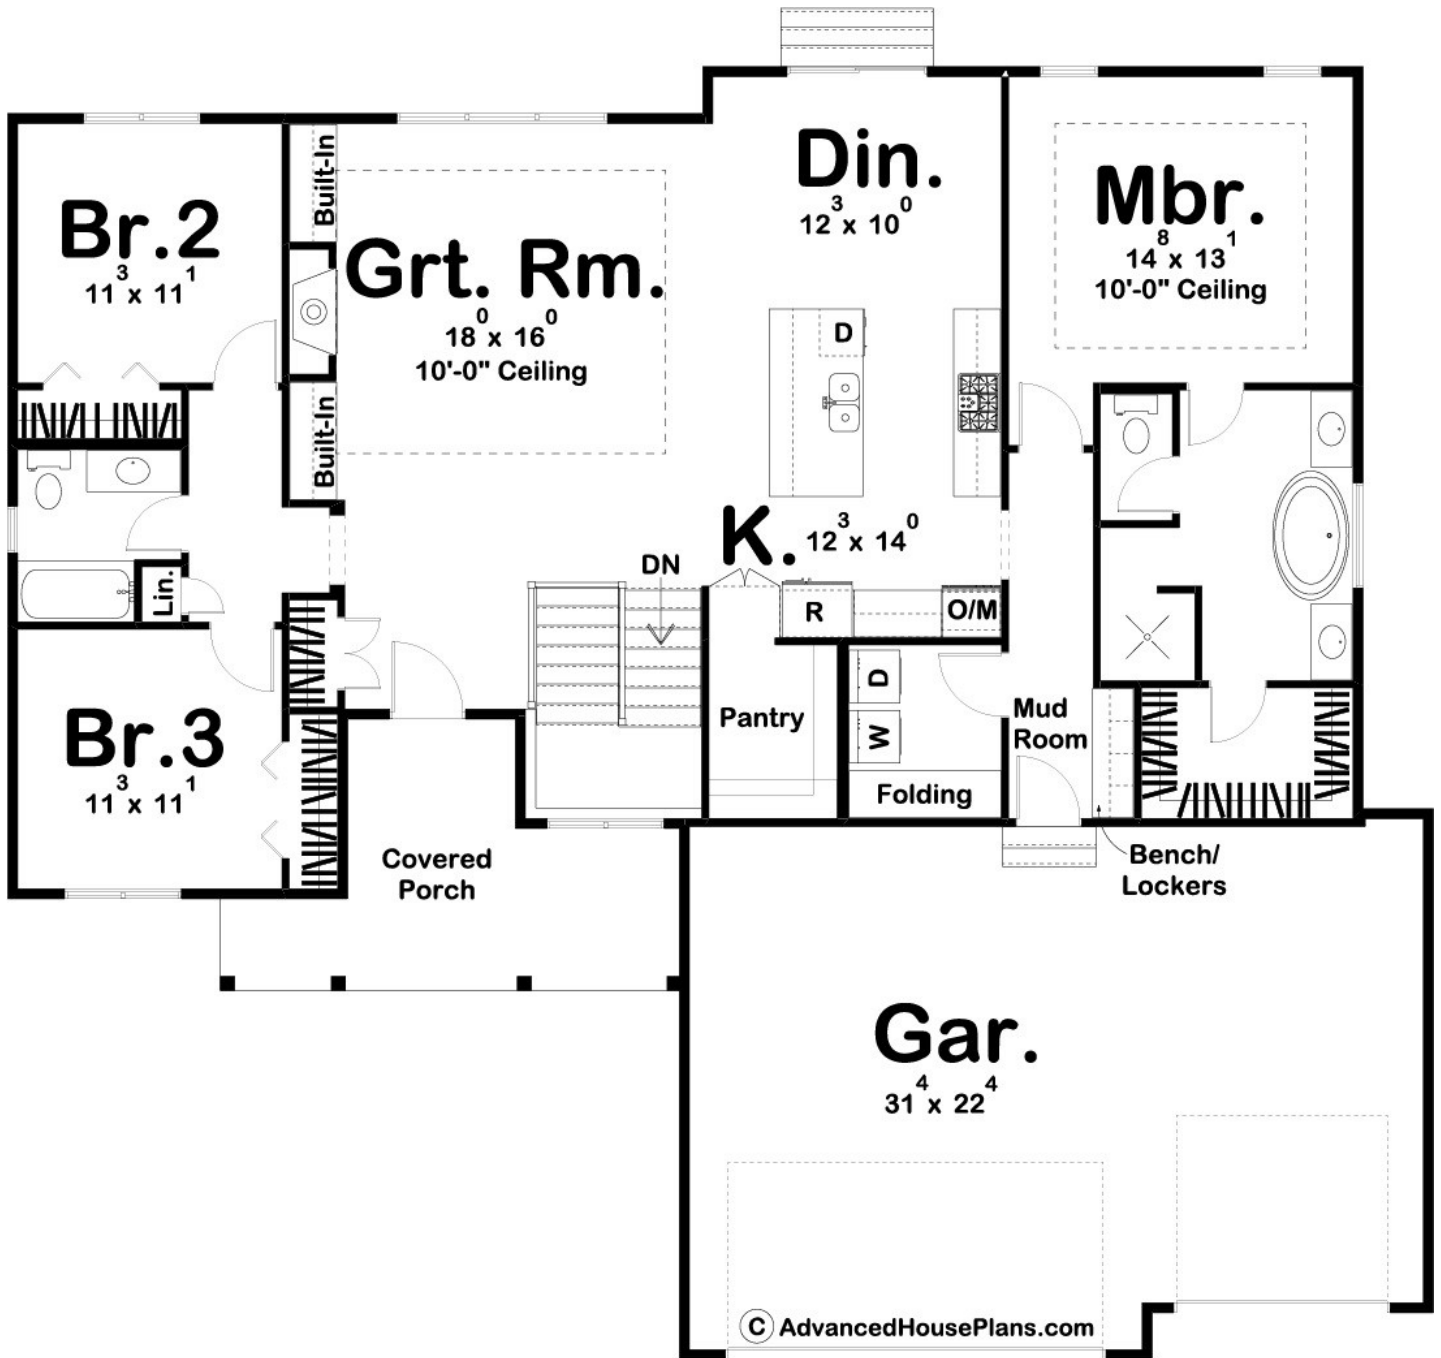 Br.2
11³ x 11¹
Built-In
Grt. Rm.
18⁰ x 16⁰
10'-0" Ceiling
Built-In
Din.
12³ x 10⁰
Mbr.
14⁸ x 13¹
10'-0" Ceiling
D
K. 12³ x 14⁰
DN
R
O/M
Lin.
Br.3
11³ x 11¹
Pantry
D
W
Folding
Mud
Room
Covered
Porch
Bench/
Lockers
Gar.
31⁴ x 22⁴
© AdvancedHousePlans.com